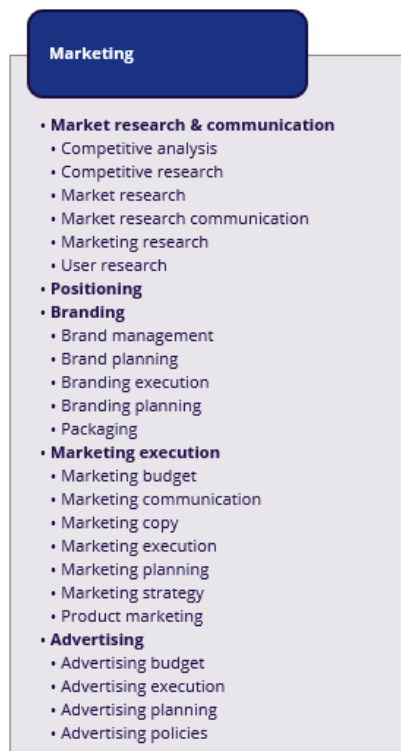 Marketing
• Market research & communication
• Competitive analysis
• Competitive research
• Market research
• Market research communication
• Marketing research
• User research
• Positioning
• Branding
• Brand management
• Brand planning
• Branding execution
• Branding planning
• Packaging
• Marketing execution
• Marketing budget
• Marketing communication
• Marketing copy
• Marketing execution
• Marketing planning
• Marketing strategy
• Product marketing
• Advertising
• Advertising budget
• Advertising execution
• Advertising planning
• Advertising policies